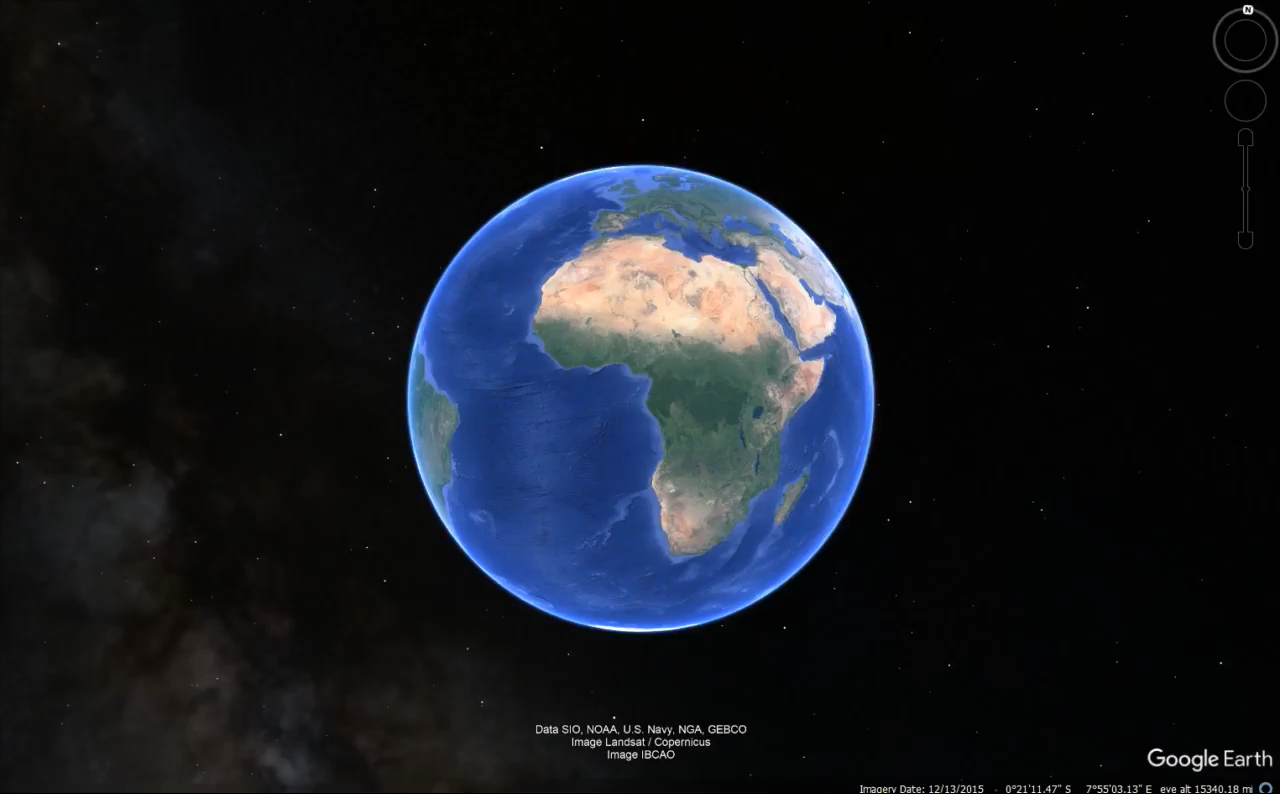 N
Data SIO, NOAA, U.S. Navy, NGA, GEBCO
Image Landsat / Copernicus
Image IBCAO
Google Earth
Imagery Date: 12/13/2015 0°21'11.47" S 7°55'03.13" E eye alt 15340.18 mi